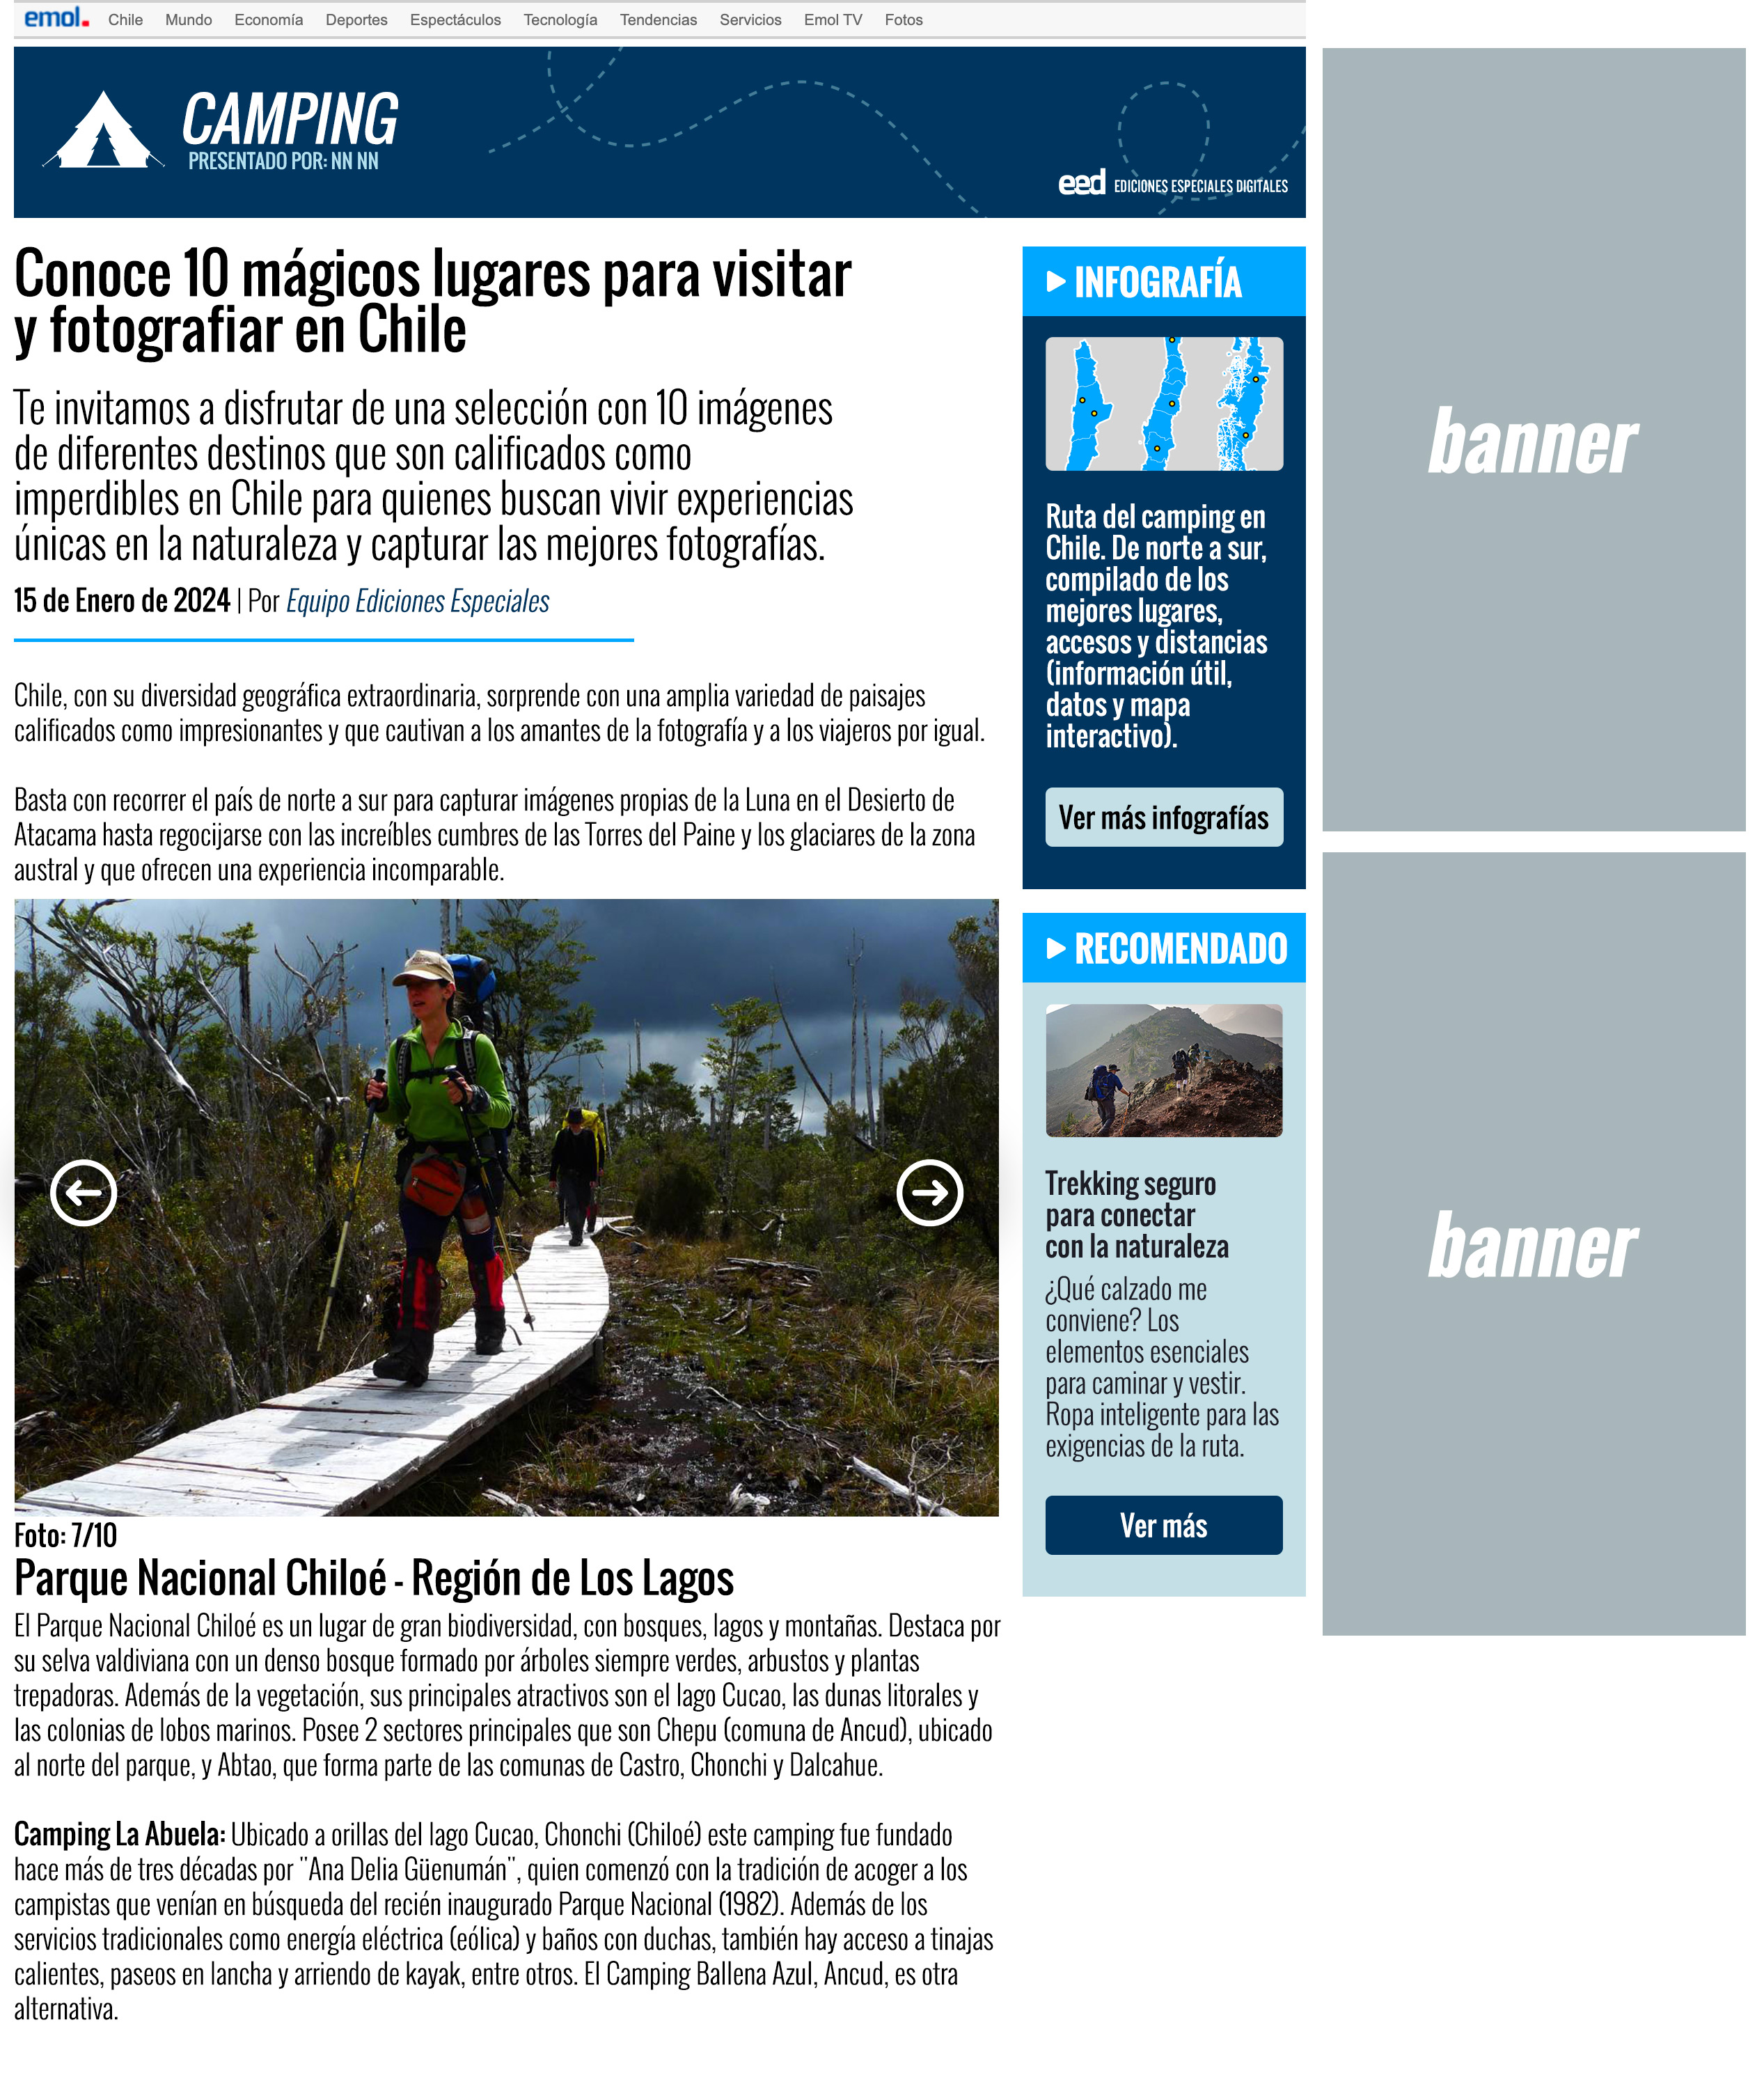 emol. Chile Mundo Economía Deportes Espectáculos Tecnología Tendencias Servicios Emol TV Fotos
CAMPING
PRESENTADO POR: NN NN
eed EDICIONES ESPECIALES DIGITALES
Conoce 10 mágicos lugares para visitar
y fotografiar en Chile
Te invitamos a disfrutar de una selección con 10 imágenes
de diferentes destinos que son calificados como
imperdibles en Chile para quienes buscan vivir experiencias
únicas en la naturaleza y capturar las mejores fotografías.
15 de Enero de 2024 | Por Equipo Ediciones Especiales
Chile, con su diversidad geográfica extraordinaria, sorprende con una amplia variedad de paisajes
calificados como impresionantes y que cautivan a los amantes de la fotografía y a los viajeros por igual.
Basta con recorrer el país de norte a sur para capturar imágenes propias de la Luna en el Desierto de
Atacama hasta regocijarse con las increíbles cumbres de las Torres del Paine y los glaciares de la zona
austral y que ofrecen una experiencia incomparable.
Foto: 7/10
Parque Nacional Chiloé - Región de Los Lagos
El Parque Nacional Chiloé es un lugar de gran biodiversidad, con bosques, lagos y montañas. Destaca por
su selva valdiviana con un denso bosque formado por árboles siempre verdes, arbustos y plantas
trepadoras. Además de la vegetación, sus principales atractivos son el lago Cucao, las dunas litorales y
las colonias de lobos marinos. Posee 2 sectores principales que son Chepu (comuna de Ancud), ubicado
al norte del parque, y Abtao, que forma parte de las comunas de Castro, Chonchi y Dalcahue.
Camping La Abuela: Ubicado a orillas del lago Cucao, Chonchi (Chiloé) este camping fue fundado
hace más de tres décadas por "Ana Delia Güenumán", quien comenzó con la tradición de acoger a los
campistas que venían en búsqueda del recién inaugurado Parque Nacional (1982). Además de los
servicios tradicionales como energía eléctrica (eólica) y baños con duchas, también hay acceso a tinajas
calientes, paseos en lancha y arriendo de kayak, entre otros. El Camping Ballena Azul, Ancud, es otra
alternativa.
INFOGRAFÍA
Ruta del camping en
Chile. De norte a sur,
compilado de los
mejores lugares,
accesos y distancias
(información útil,
datos y mapa
interactivo).
Ver más infografías
RECOMENDADO
Trekking seguro
para conectar
con la naturaleza
¿Qué calzado me
conviene? Los
elementos esenciales
para caminar y vestir.
Ropa inteligente para las
exigencias de la ruta.
Ver más
banner
banner